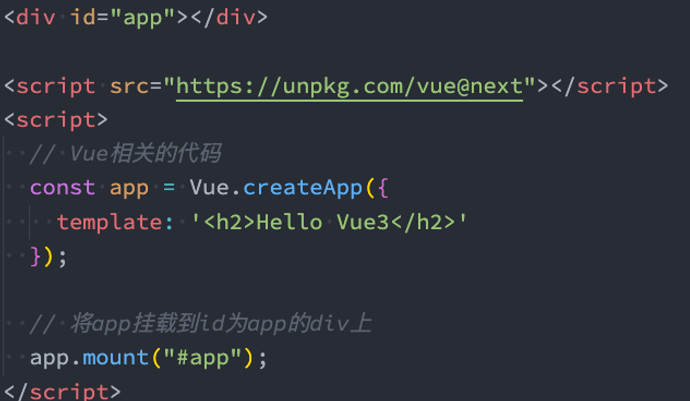 <div id="app"></div>
<script src="https://unpkg.com/vue@next"></script>
<script>
// Vue相关的代码
const app = Vue.createApp({
template: '<h2>Hello Vue3</h2>'
});
// 将app挂载到id为app的div上
app.mount("#app");
</script>